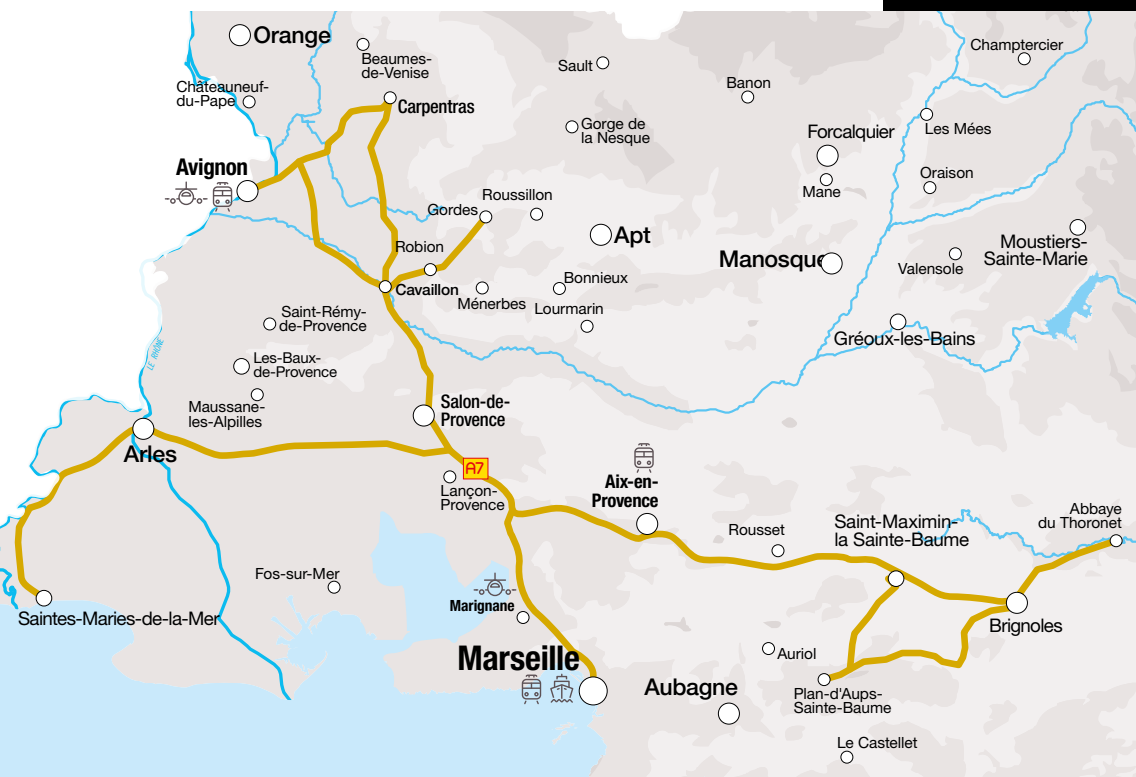 Orange
Champtercier
Beaumes-
de-Venise
Sault
Banon
Châteauneuf-
du-Pape
Carpentras
Gorge de
la Nesque
Forcalquier
Les Mées
Avignon
Oraison
Mane
Roussillon
Gordes
Apt
Robion
Manosque
Moustiers-
Sainte-Marie
Valensole
Bonnieux
Cavaillon
Ménerbes
Lourmarin
Saint-Rémy-
de-Provence
Gréoux-les-Bains
LE RHÔNE
Les-Baux-
de-Provence
Maussane-
les-Alpilles
Salon-de-
Provence
Arles
A7
Lançon-
Provence
Aix-en-
Provence
Rousset
Saint-Maximin-
la Sainte-Baume
Abbaye
du Thoronet
Fos-sur-Mer
Marignane
Saintes-Maries-de-la-Mer
Brignoles
Marseille
Auriol
Aubagne
Plan-d'Aups-
Sainte-Baume
Le Castellet